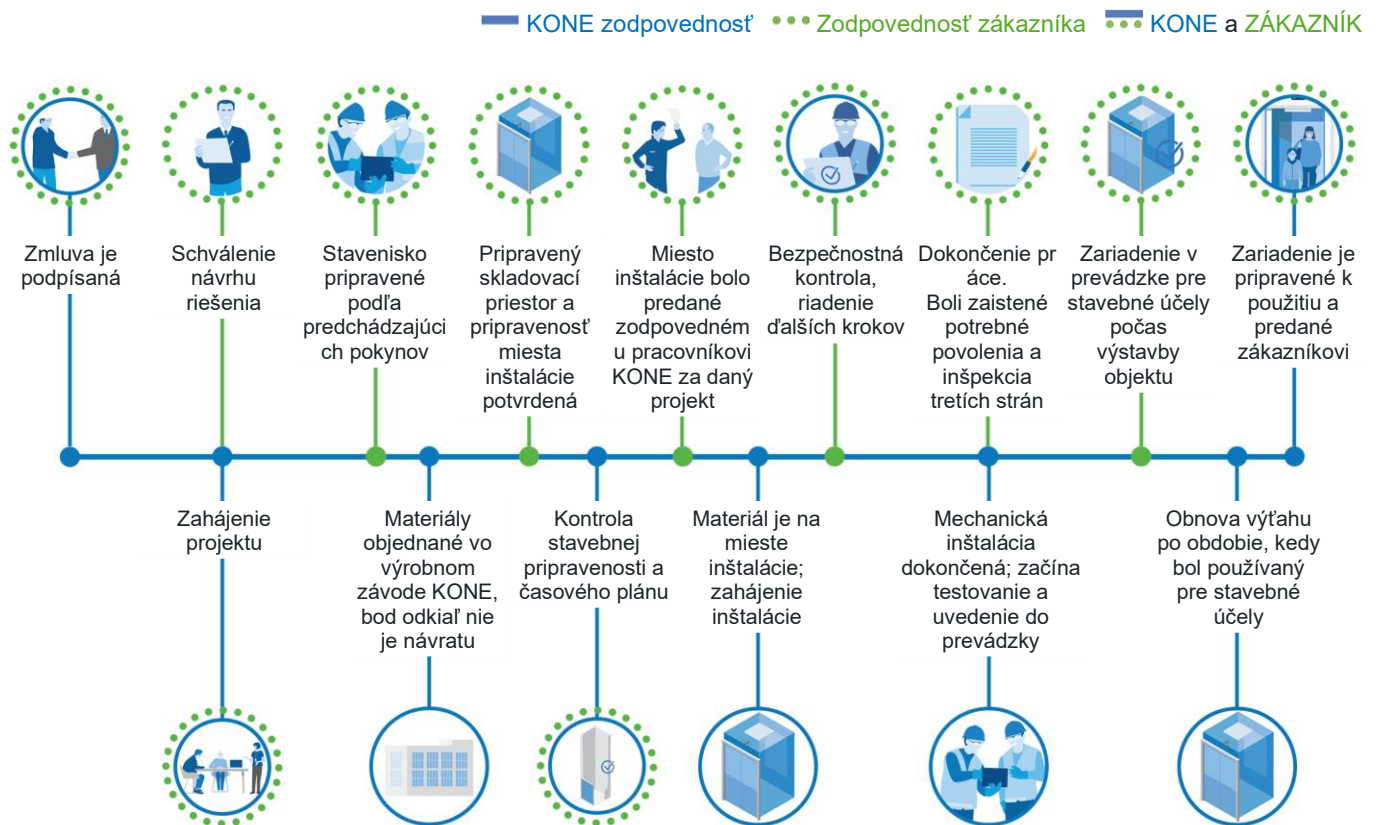 KONE zodpovednosť
Zodpovednosť zákazníka
KONE a ZÁKAZNÍK
Zmluva je
podpísaná
Schválenie
návrhu
riešenia
Stavenisko
pripravené
podľa
predchádzajúci
ch pokynov
Pripravený
skladovací
priestor a
pripravenosť
miesta
inštalácie
potvrdená
Miesto
inštalácie bolo
predané
zodpovedném
u pracovníkovi
KONE za daný
projekt
Bezpečnostná
kontrola,
riadenie
ďalších krokov
Dokončenie pr
áce.
Boli zaistené
potrebné
povolenia a
inšpekcia
tretích strán
Zariadenie v
prevádzke pre
stavebné účely
počas
výstavby
objektu
Zariadenie je
pripravené k
použitiu a
predané
zákazníkovi
Zahájenie
projektu
Materiály
objednané vo
výrobnom
závode KONE,
bod odkiaľ nie
je návratu
Kontrola
stavebnej
pripravenosti a
časového plánu
Materiál je na
mieste
inštalácie;
zahájenie
inštalácie
Mechanická
inštalácia
dokončená; začína
testovanie a
uvedenie do
prevádzky
Obnova výťahu
po obdobie, kedy
bol používaný
pre stavebné
účely